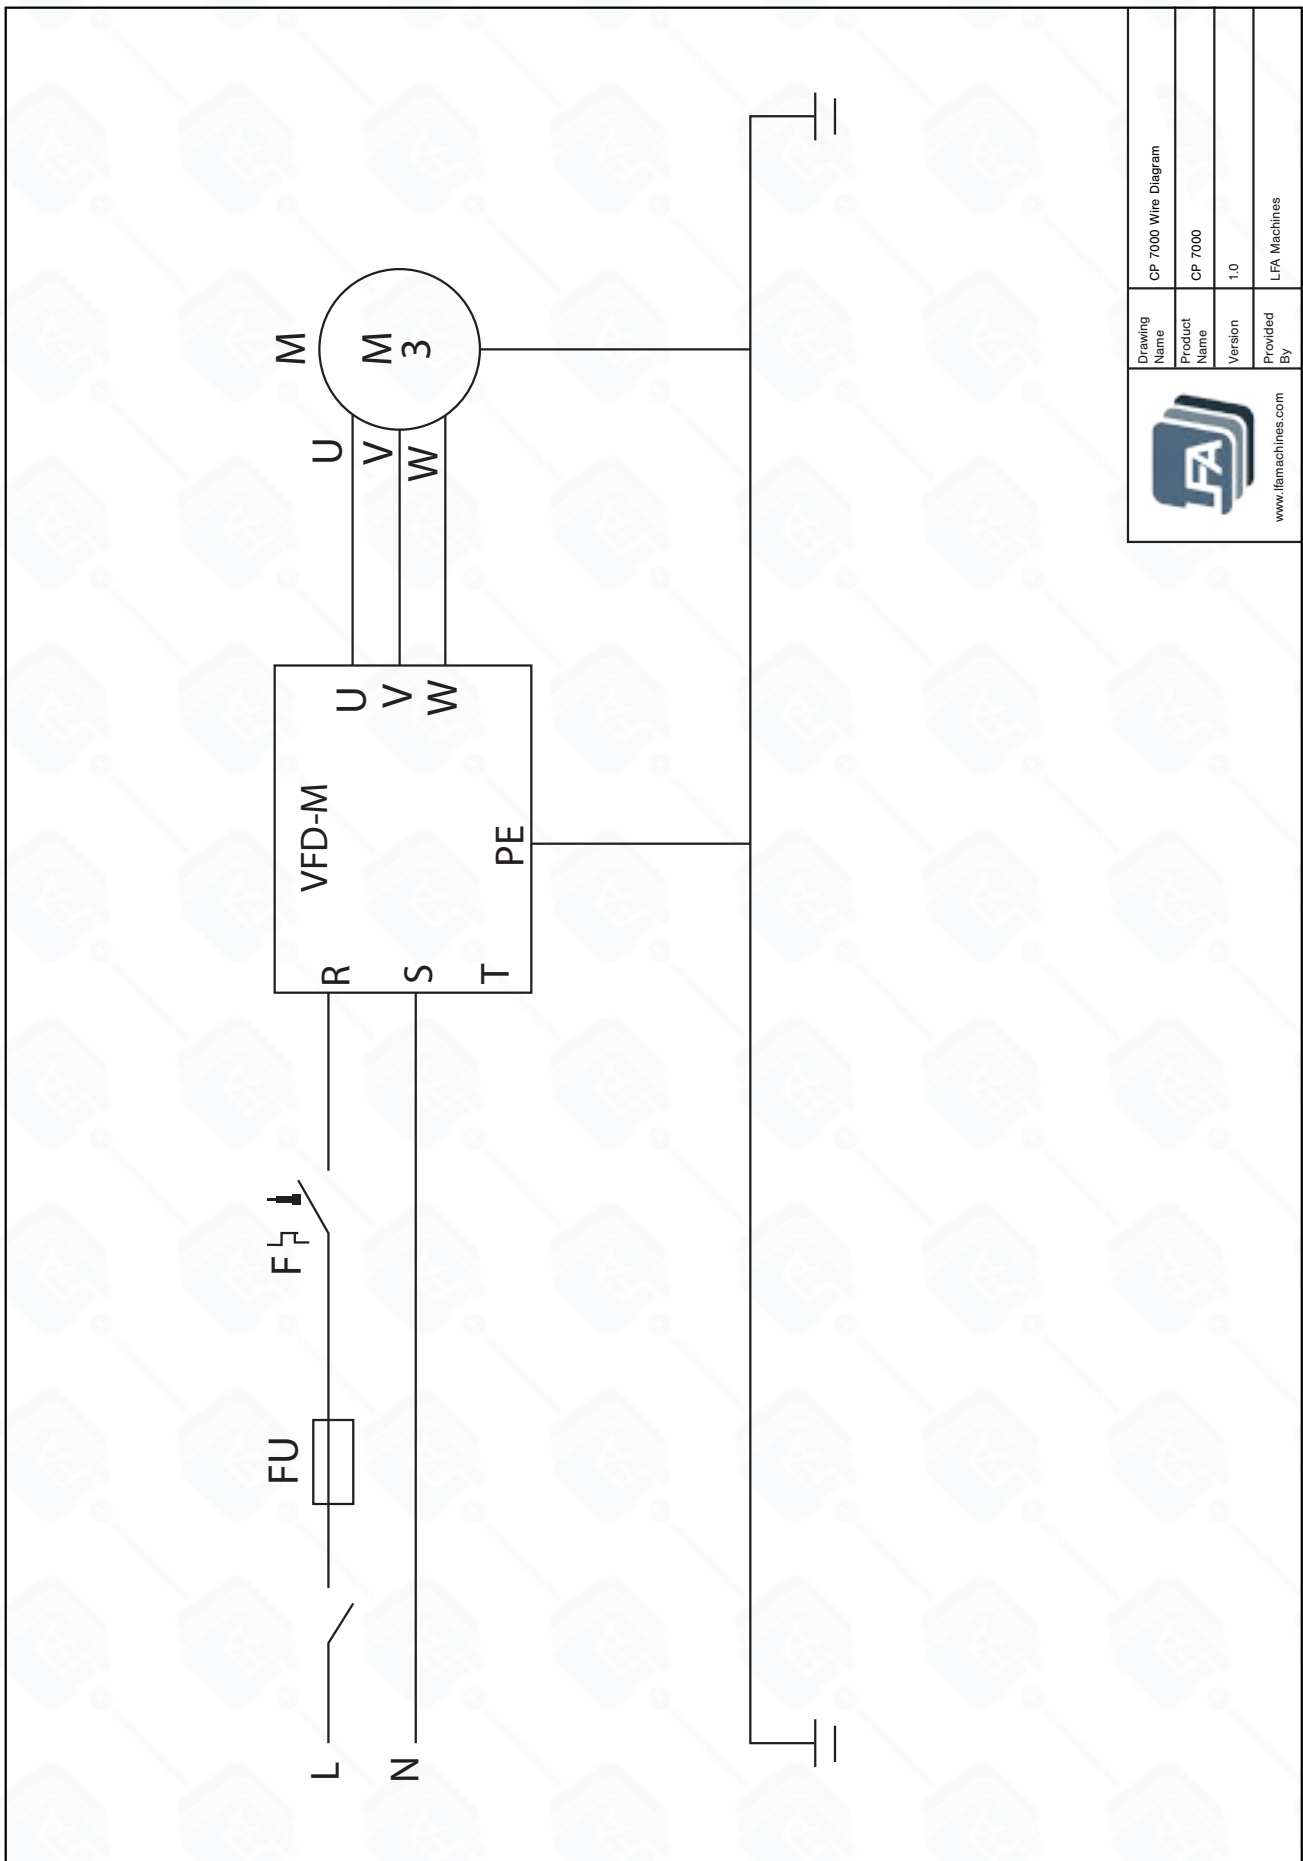 M
M
3
U
V
W
VFD-M
U
V
W
PE
R
S
T
F
FU
L
N
Drawing
Name
CP 7000 Wire Diagram
Product
Name
CP 7000
Version
1.0
Provided
By
LFA Machines
LFA
www.lfamachines.com